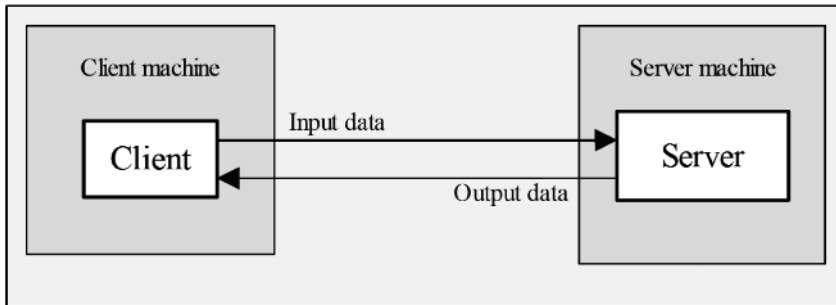 Client machine
Server machine
Input data
Client
Server
Output data